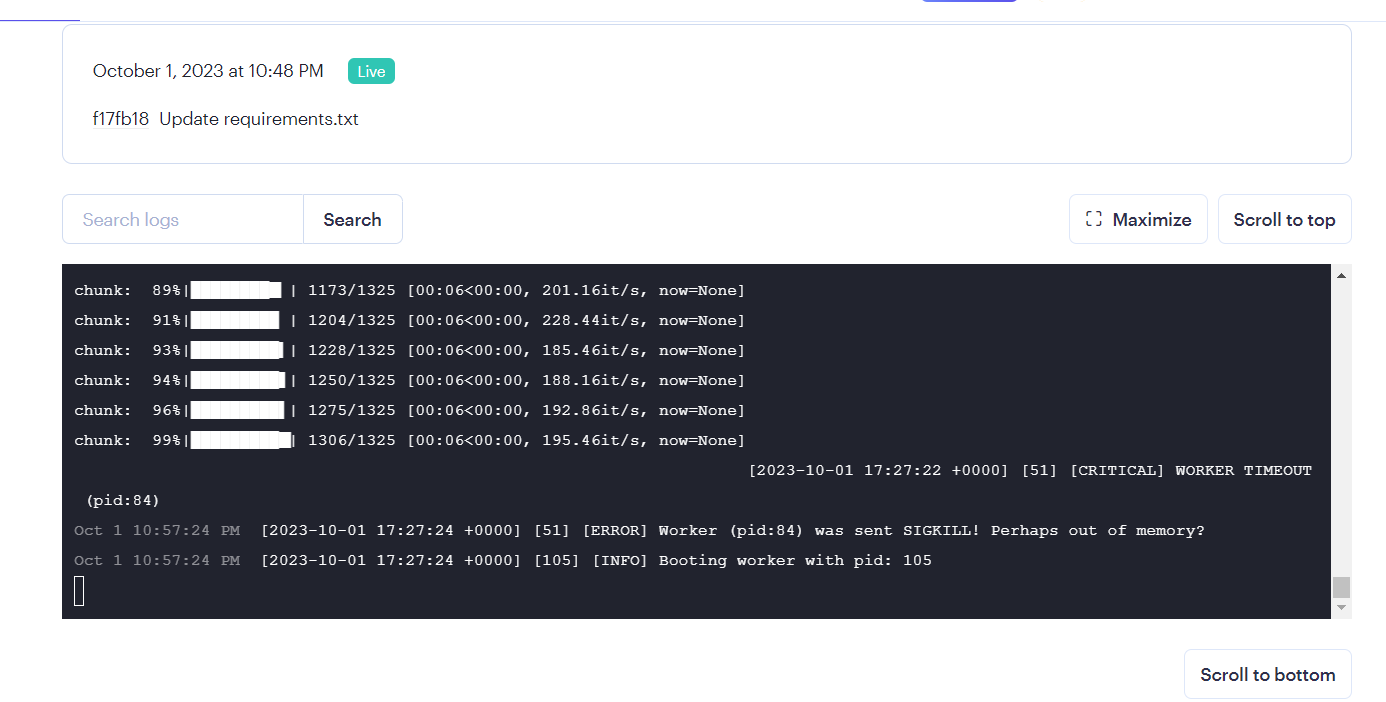 October 1, 2023 at 10:48 PM Live
f17fb18 Update requirements.txt
Search logs Search Maximize Scroll to top
chunk: 89%|█████████ | 1173/1325 [00:06<00:00, 201.16it/s, now=None]
chunk: 91%|█████████ | 1204/1325 [00:06<00:00, 228.44it/s, now=None]
chunk: 93%|█████████▎| 1228/1325 [00:06<00:00, 185.46it/s, now=None]
chunk: 94%|█████████▍| 1250/1325 [00:06<00:00, 188.16it/s, now=None]
chunk: 96%|█████████▌| 1275/1325 [00:06<00:00, 192.86it/s, now=None]
chunk: 99%|█████████▊| 1306/1325 [00:06<00:00, 195.46it/s, now=None]
[2023-10-01 17:27:22 +0000] [51] [CRITICAL] WORKER TIMEOUT
(pid:84)
Oct 1 10:57:24 PM [2023-10-01 17:27:24 +0000] [51] [ERROR] Worker (pid:84) was sent SIGKILL! Perhaps out of memory?
Oct 1 10:57:24 PM [2023-10-01 17:27:24 +0000] [105] [INFO] Booting worker with pid: 105
Scroll to bottom